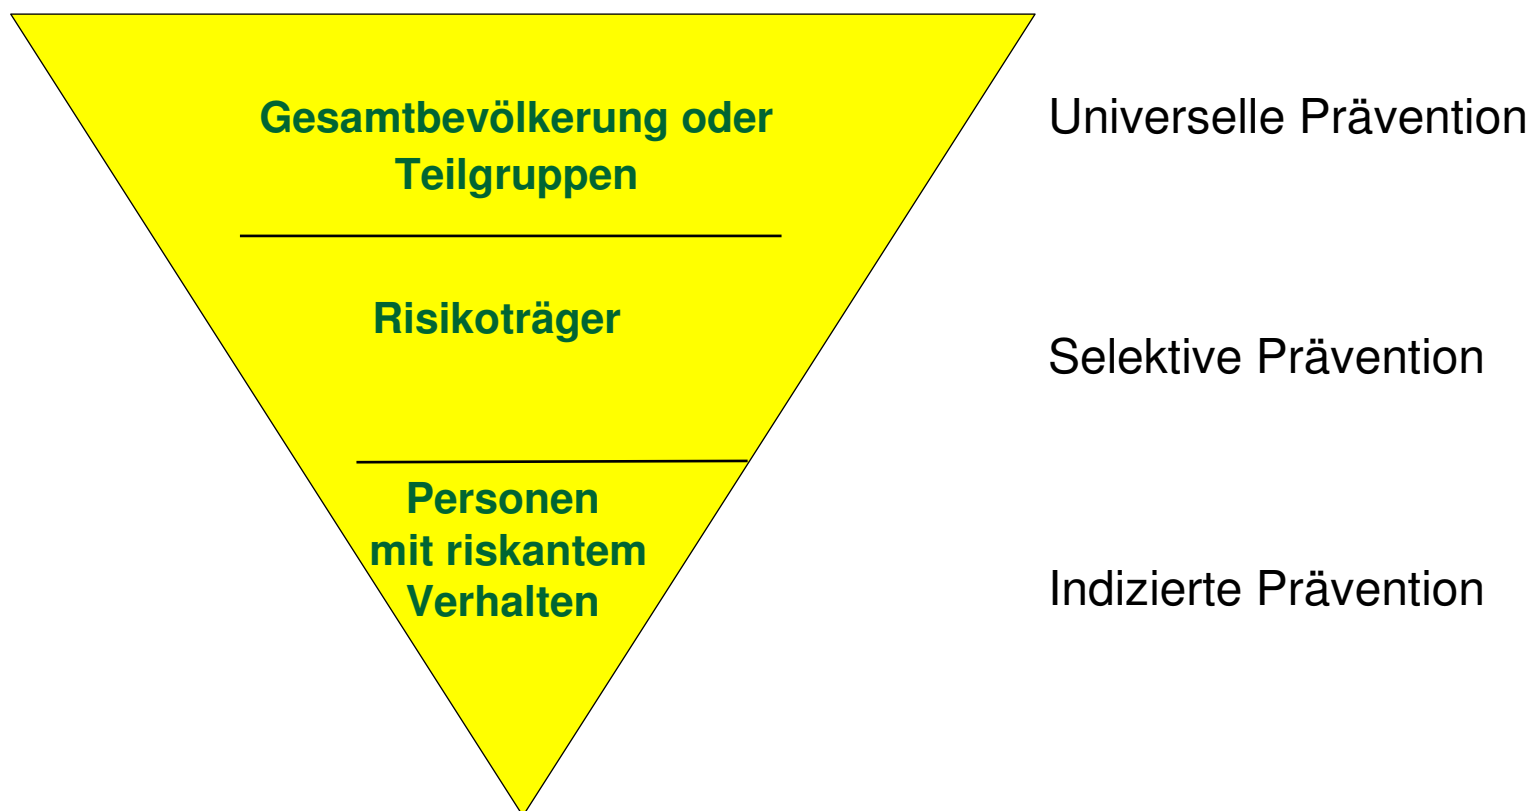 Gesamtbevölkerung oder
Teilgruppen
Universelle Prävention
Risikoträger
Selektive Prävention
Personen
mit riskantem
Verhalten
Indizierte Prävention